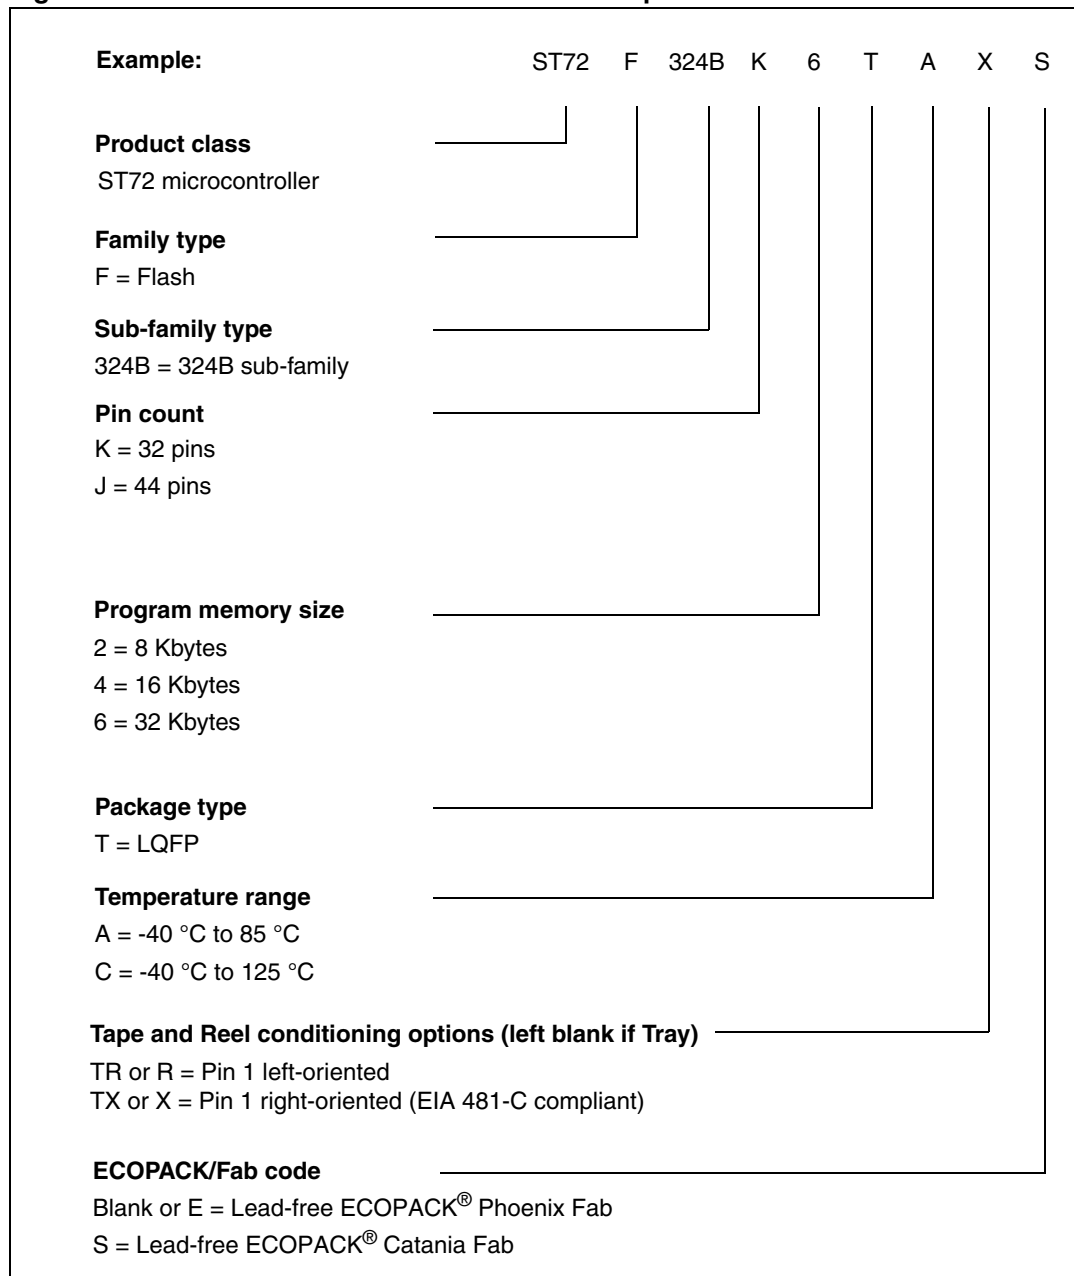 Example: ST72 F 324B K 6 T A X S
Product class
ST72 microcontroller
Family type
F = Flash
Sub-family type
324B = 324B sub-family
Pin count
K = 32 pins
J = 44 pins
Program memory size
2 = 8 Kbytes
4 = 16 Kbytes
6 = 32 Kbytes
Package type
T = LQFP
Temperature range
A = -40 °C to 85 °C
C = -40 °C to 125 °C
Tape and Reel conditioning options (left blank if Tray)
TR or R = Pin 1 left-oriented
TX or X = Pin 1 right-oriented (EIA 481-C compliant)
ECOPACK/Fab code
Blank or E = Lead-free ECOPACK® Phoenix Fab
S = Lead-free ECOPACK® Catania Fab